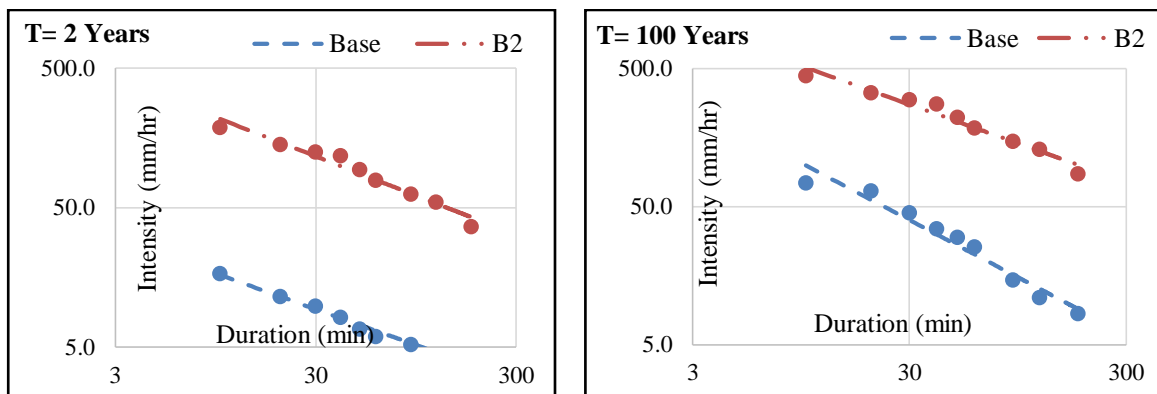 T= 2 Years
Base
B2
500.0
50.0
5.0
Intensity (mm/hr)
Duration (min)
3
30
300
T= 100 Years
Base
B2
500.0
50.0
5.0
Intensity (mm/hr)
Duration (min)
3
30
300